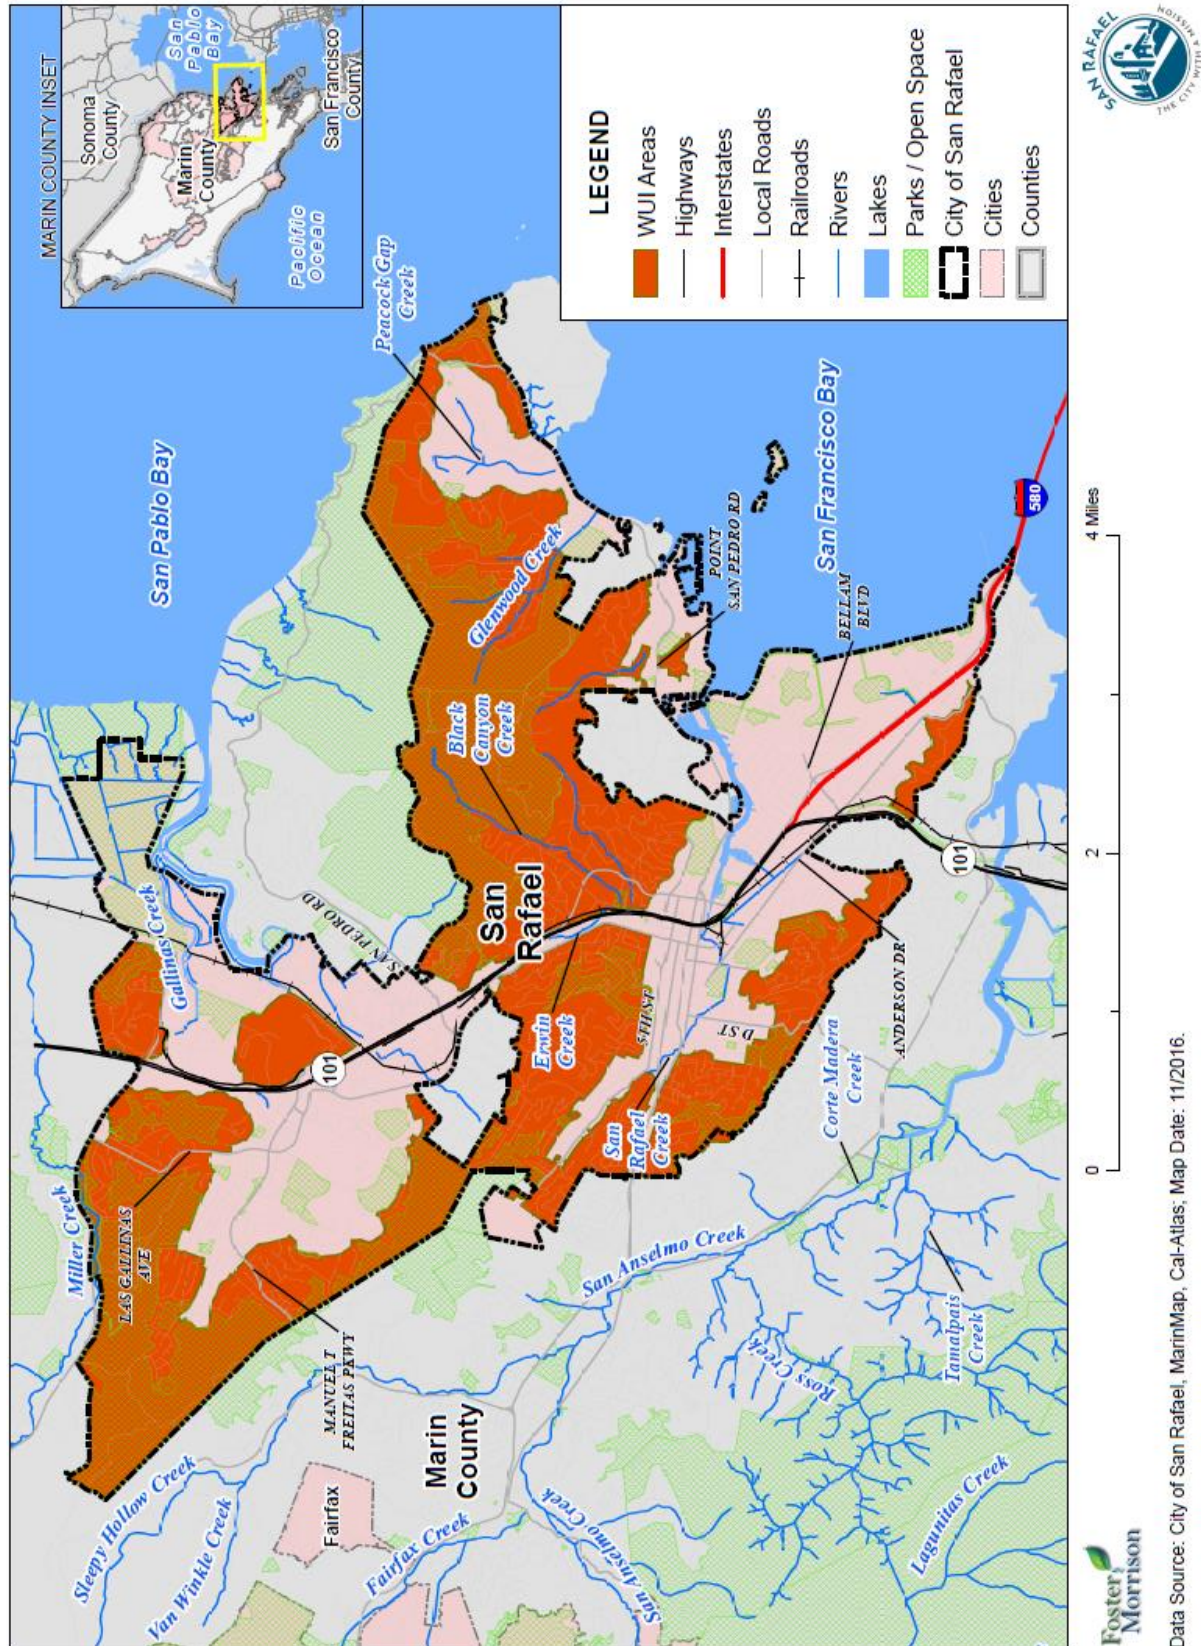 MARIN COUNTY INSET
Sonoma
County
San
Pablo
Bay
Marin
County
San Francisco
County
Pacific
Ocean
LEGEND
WUI Areas
Highways
Interstates
Local Roads
Railroads
Rivers
Lakes
Parks / Open Space
City of San Rafael
Cities
Counties
San Pablo Bay
Peacock Gap
Creek
Glenwood Creek
Black
Canyon
Creek
POINT
SAN PEDRO RD
San Francisco Bay
BELLAM
BLVD
580
Gallinas Creek
SAN PEDRO RD
San
Rafael
101
101
Erwin
Creek
5TH ST
D ST
ANDERSON DR
San
Rafael
Creek
Corte Madera
Creek
Miller Creek
LAS GALLINAS
AVE
MANUEL T
FREITAS PKWY
San Anselmo Creek
Ross Creek
Tamalpais
Creek
Sleepy Hollow Creek
Van Winkle Creek
Fairfax
Marin
County
Fairfax Creek
San Anselmo Creek
Lagunitas Creek
0
2
4 Miles
Foster
Morrison
Data Source: City of San Rafael, MarinMap, Cal-Atlas; Map Date: 11/2016.
SAN RAFAEL
THE CITY WITH A MISSION